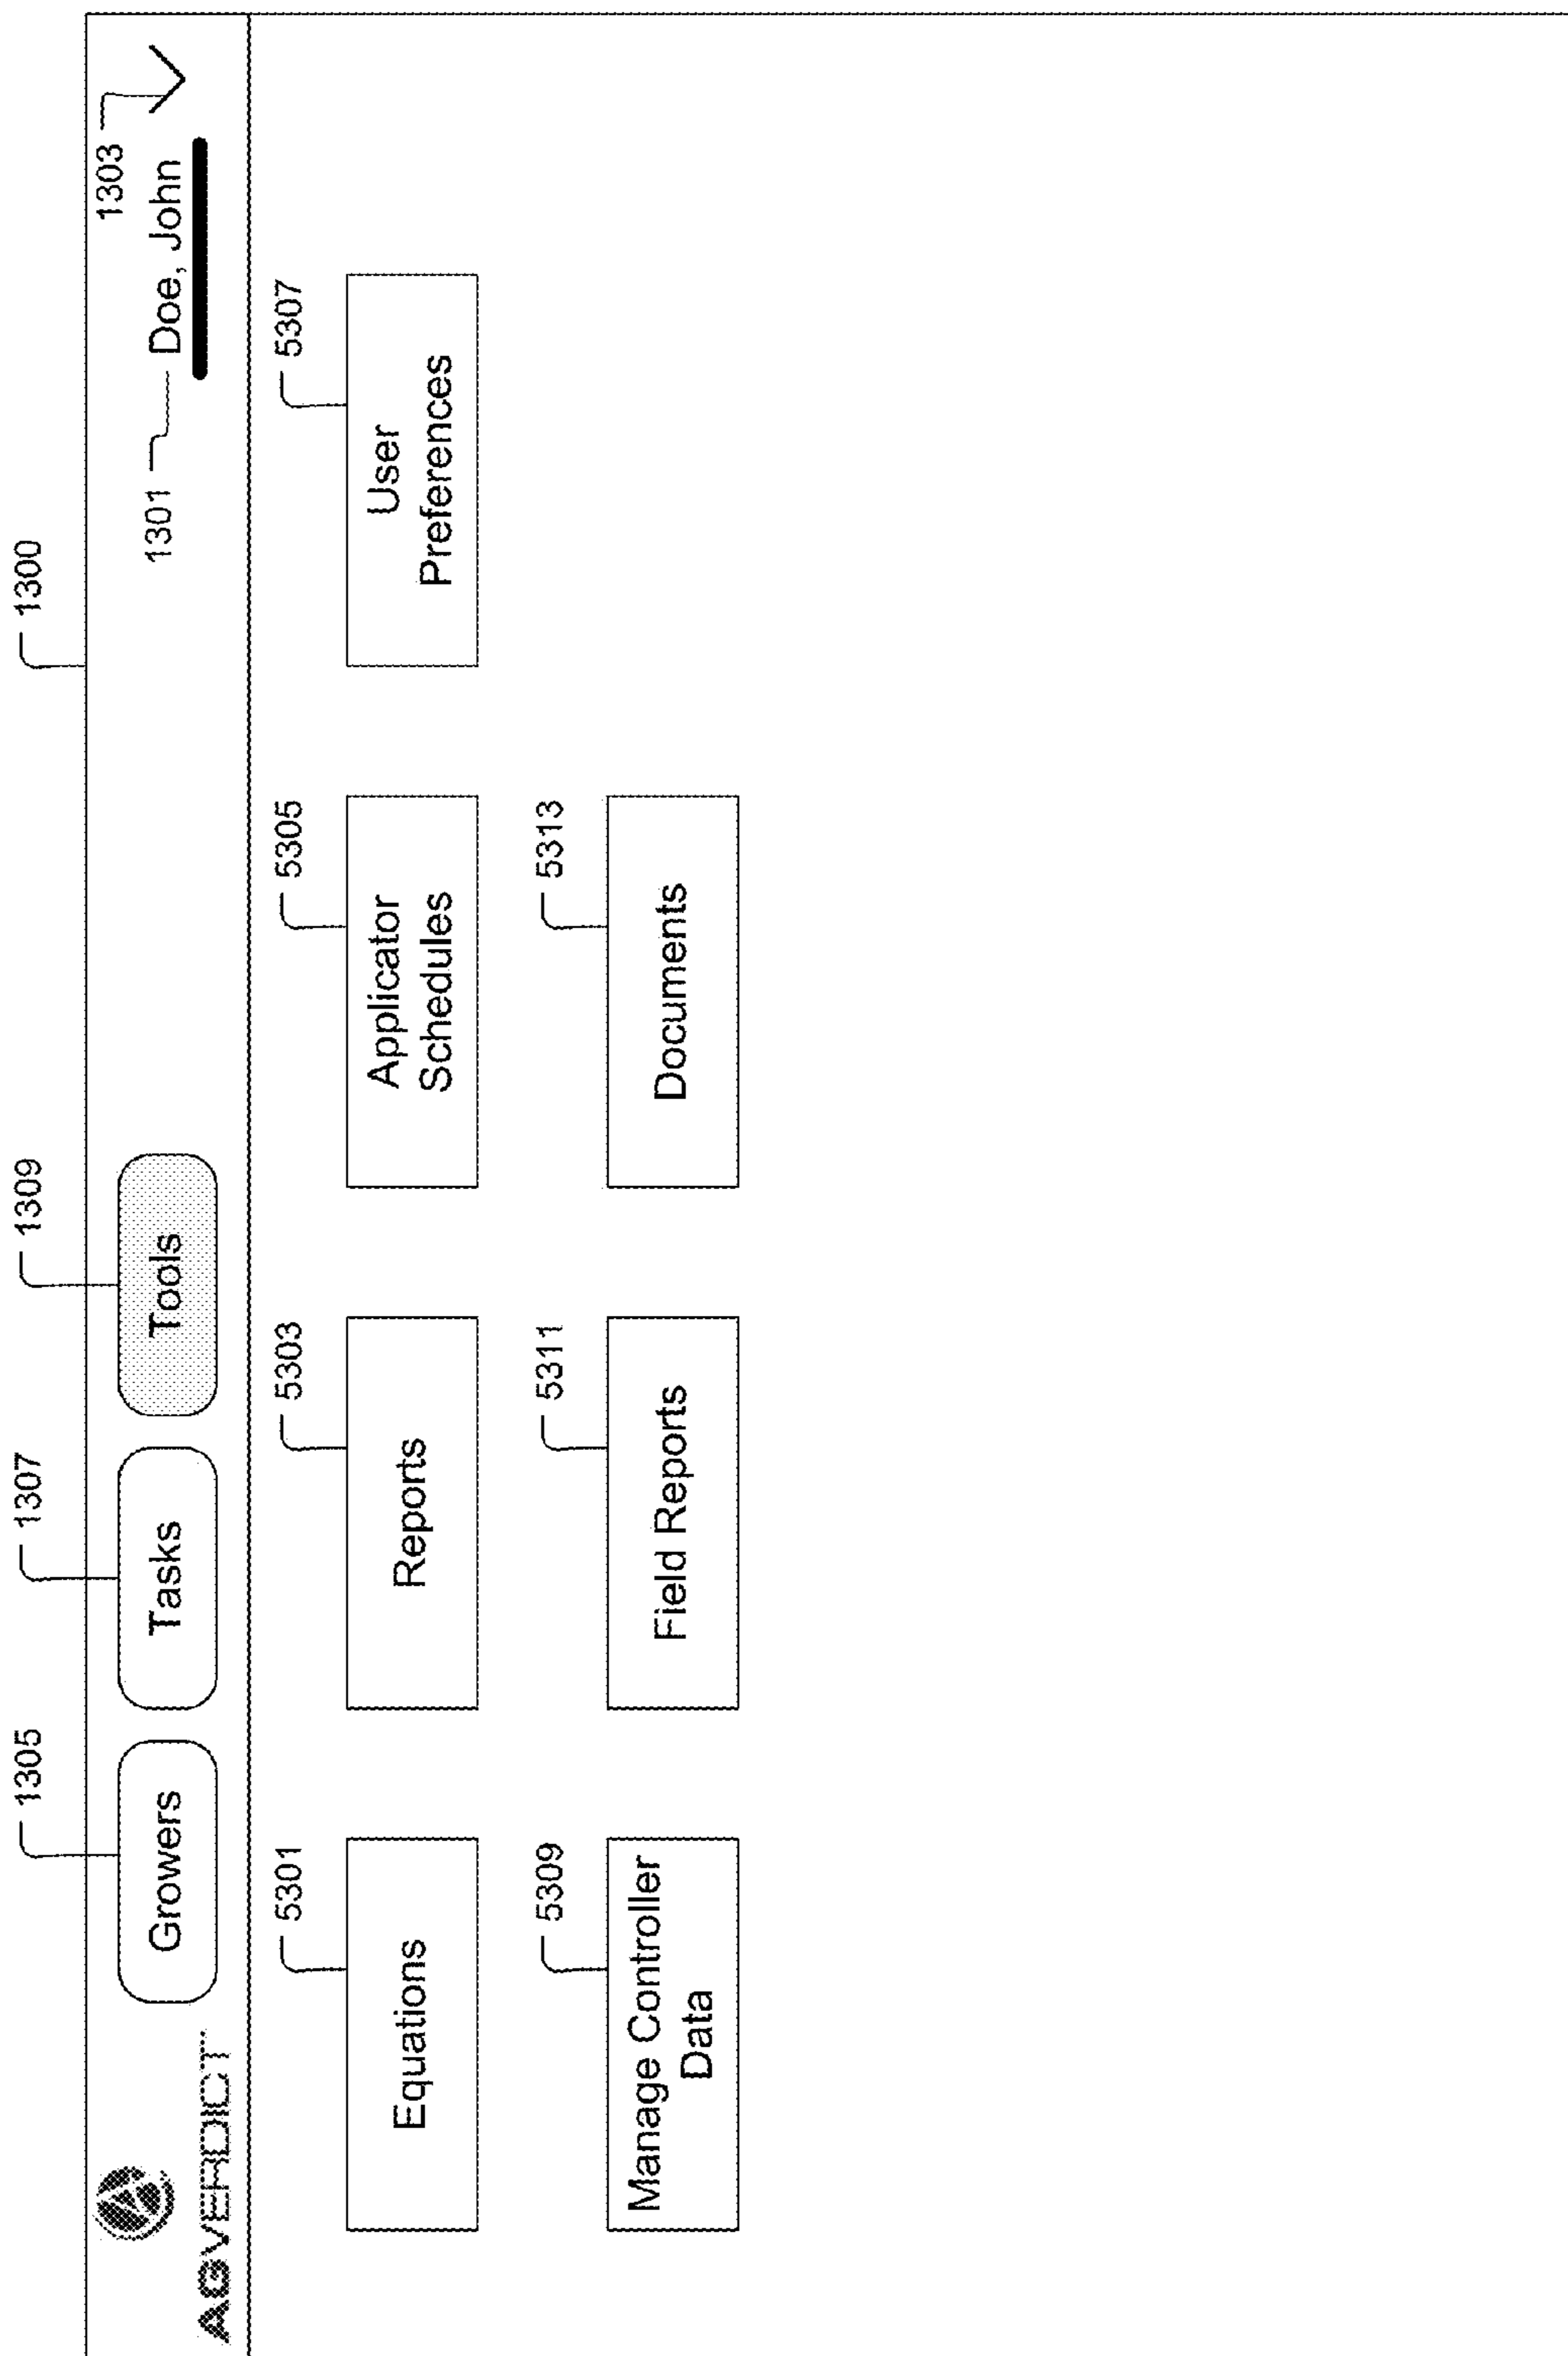 1300
1305
1307
1309
1303
AGVERDICT
Growers
Tasks
Tools
1301
Doe, John
5301
5303
5305
5307
Equations
Reports
Applicator
Schedules
User
Preferences
5309
5311
5313
Manage Controller
Data
Field Reports
Documents